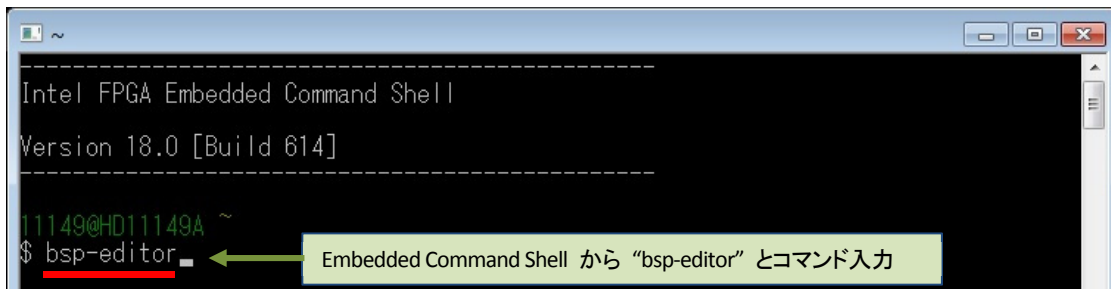 ~
Intel FPGA Embedded Command Shell
Version 18.0 [Build 614]
11149@HD11149A ~
$ bsp-editor
Embedded Command Shell から “bsp-editor” とコマンド入力